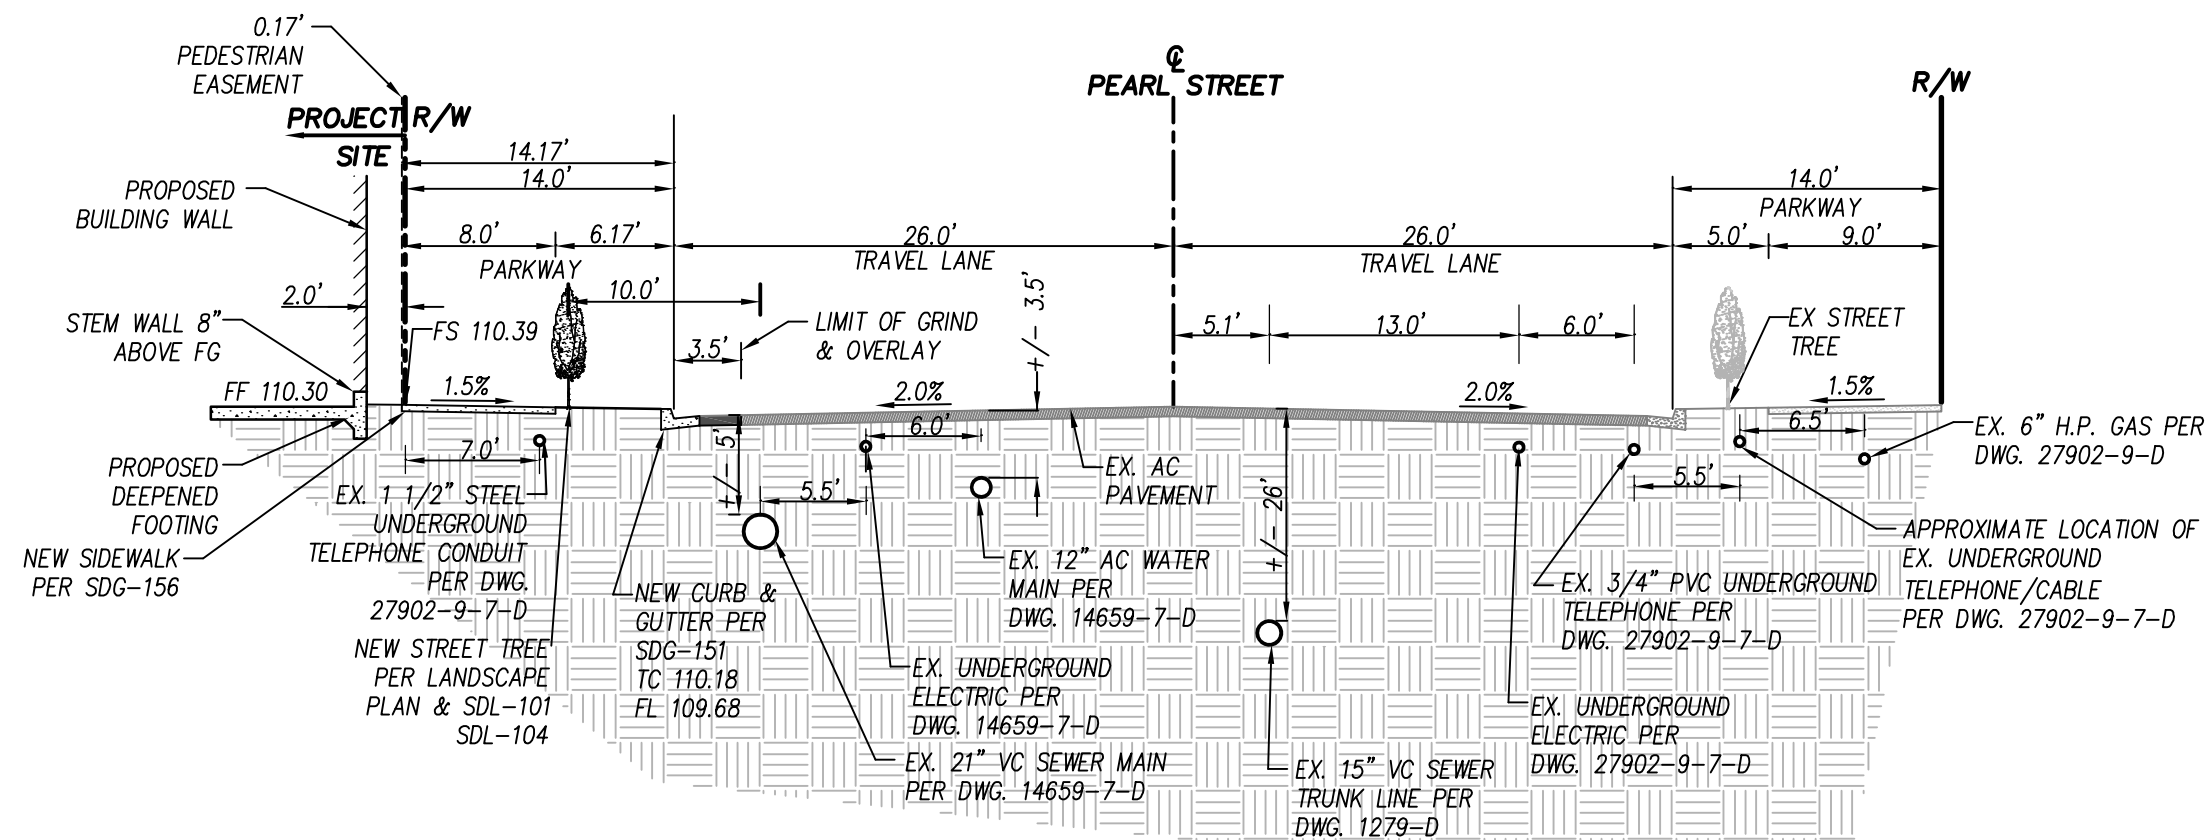 0.17'
PEDESTRIAN
EASEMENT
PROJECT R/W
SITE
℄
PEARL STREET
R/W
14.17'
14.0'
14.0'
PARKWAY
PROPOSED
BUILDING WALL
8.0'
6.17'
PARKWAY
26.0'
TRAVEL LANE
26.0'
TRAVEL LANE
5.0'
9.0'
2.0'
10.0'
+/- 3.5'
STEM WALL 8"
ABOVE FG
FS 110.39
3.5'
LIMIT OF GRIND
& OVERLAY
5.1'
13.0'
6.0'
EX STREET
TREE
FF 110.30
1.5%
2.0%
2.0%
1.5%
7.0'
+/- 5'
6.0'
6.5'
EX. 6" H.P. GAS PER
DWG. 27902-9-D
PROPOSED
DEEPENED
FOOTING
NEW SIDEWALK
PER SDG-156
EX. 1 1/2" STEEL
UNDERGROUND
TELEPHONE CONDUIT
PER DWG.
27902-9-7-D
NEW STREET TREE
PER LANDSCAPE
PLAN & SDL-101
SDL-104
5.5'
EX. AC
PAVEMENT
+/- 26'
5.5'
NEW CURB &
GUTTER PER
SDG-151
TC 110.18
FL 109.68
EX. 12" AC WATER
MAIN PER
DWG. 14659-7-D
EX. UNDERGROUND
ELECTRIC PER
DWG. 14659-7-D
EX. 21" VC SEWER MAIN
PER DWG. 14659-7-D
EX. 15" VC SEWER
TRUNK LINE PER
DWG. 1279-D
EX. 3/4" PVC UNDERGROUND
TELEPHONE PER
DWG. 27902-9-7-D
EX. UNDERGROUND
ELECTRIC PER
DWG. 27902-9-7-D
APPROXIMATE LOCATION OF
EX. UNDERGROUND
TELEPHONE/CABLE
PER DWG. 27902-9-7-D